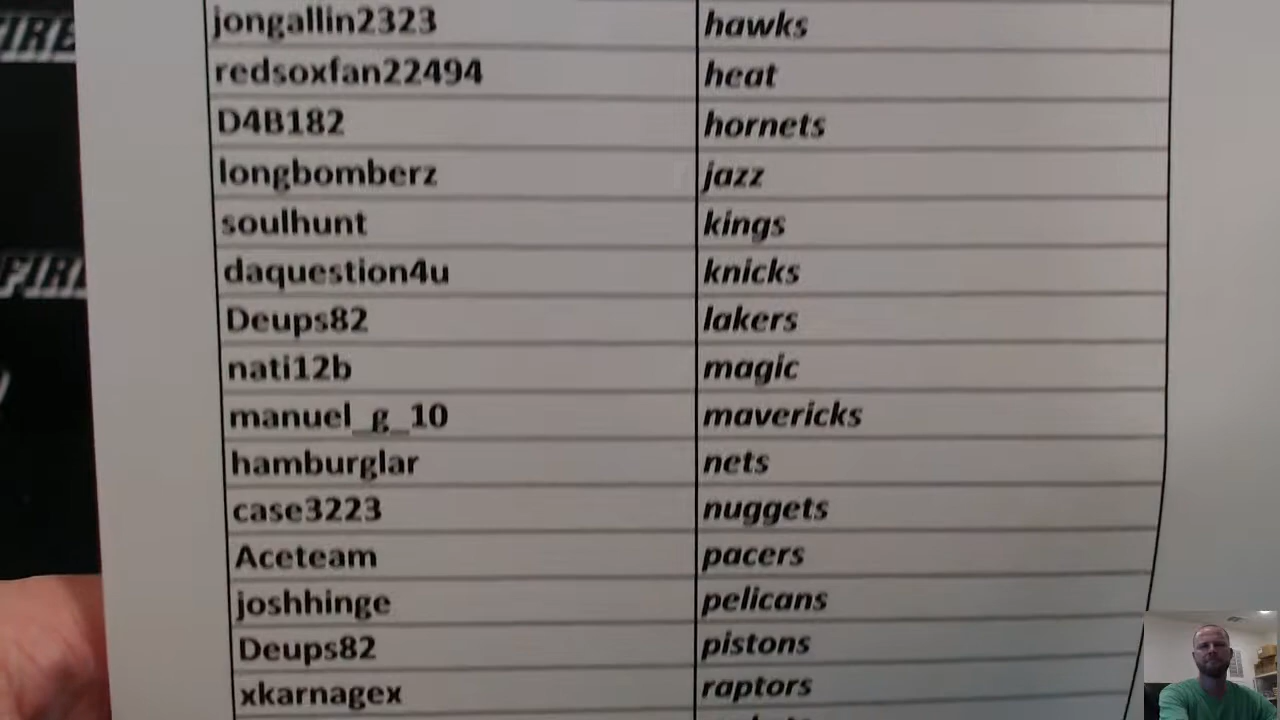 jongallin2323 hawks
redsoxfan22494 heat
D4B182 hornets
longbomberz jazz
soulhunt kings
daquestion4u knicks
Deups82 lakers
nati12b magic
manuel_g_10 mavericks
hamburglar nets
case3223 nuggets
Aceteam pacers
joshhinge pelicans
Deups82 pistons
xkarnagex raptors